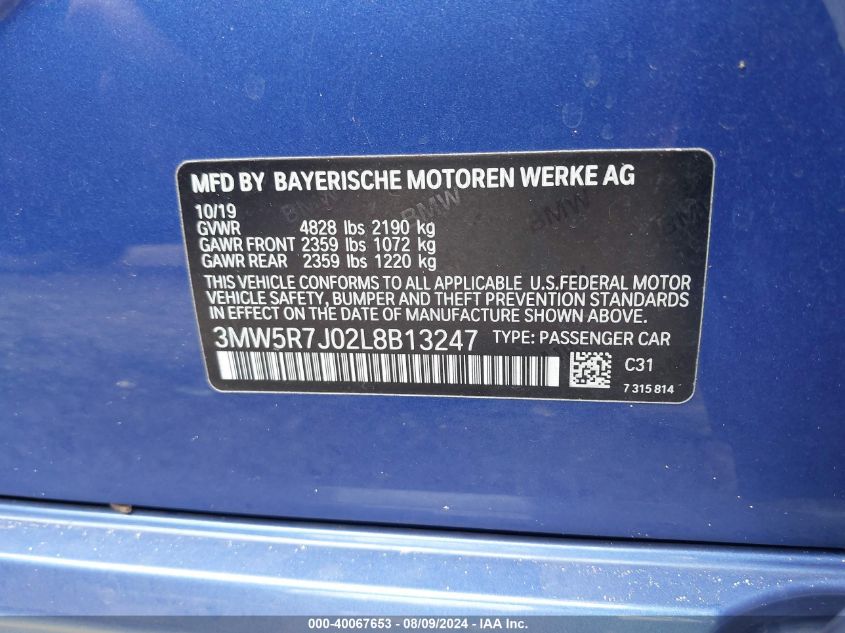 MFD BY BAYERISCHE MOTOREN WERKE AG
10/19
GVWR 4828 lbs 2190 kg
GAWR FRONT 2359 lbs 1072 kg
GAWR REAR 2359 lbs 1220 kg
THIS VEHICLE CONFORMS TO ALL APPLICABLE U.S.FEDERAL MOTOR
VEHICLE SAFETY, BUMPER AND THEFT PREVENTION STANDARDS
IN EFFECT ON THE DATE OF MANUFACTURE SHOWN ABOVE.
3MW5R7J02L8B13247 TYPE: PASSENGER CAR
C31
7 315 814
BMW BMW BMW
000-40067653 - 08/09/2024 - IAA Inc.